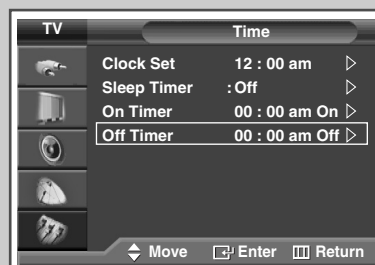 TV Time
Clock Set 12 : 00 am
Sleep Timer : Off
On Timer 00 : 00 am On
Off Timer 00 : 00 am Off
Move Enter Return